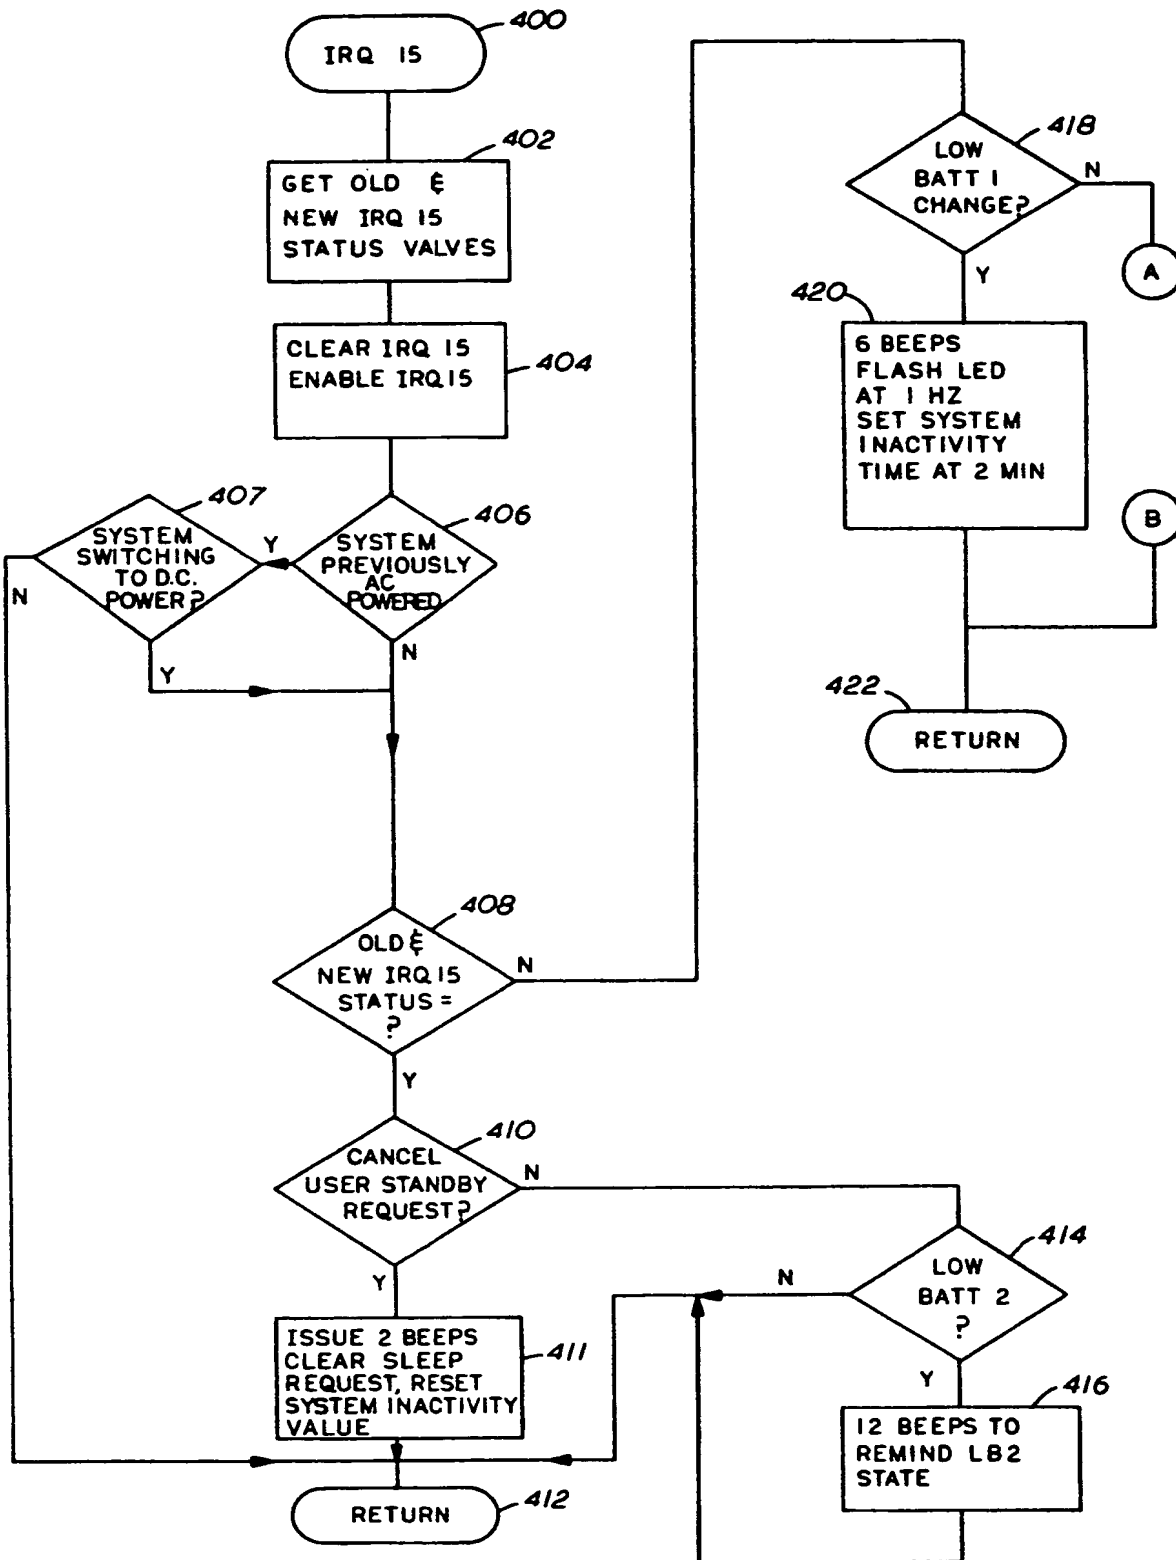 400
IRQ 15
402
GET OLD &
NEW IRQ 15
STATUS VALVES
CLEAR IRQ 15
ENABLE IRQ15
404
407
SYSTEM
SWITCHING
TO D.C.
POWER?
Y
N
Y
406
SYSTEM
PREVIOUSLY
AC
POWERED
N
408
OLD &
NEW IRQ15
STATUS =
?
N
Y
410
CANCEL
USER STANDBY
REQUEST?
N
Y
ISSUE 2 BEEPS
CLEAR SLEEP
REQUEST, RESET
SYSTEM INACTIVITY
VALUE
411
RETURN
412
414
LOW
BATT 2
?
N
Y
416
12 BEEPS TO
REMIND LB2
STATE
418
LOW
BATT 1
CHANGE?
N
A
Y
420
6 BEEPS
FLASH LED
AT 1 HZ
SET SYSTEM
INACTIVITY
TIME AT 2 MIN
B
422
RETURN